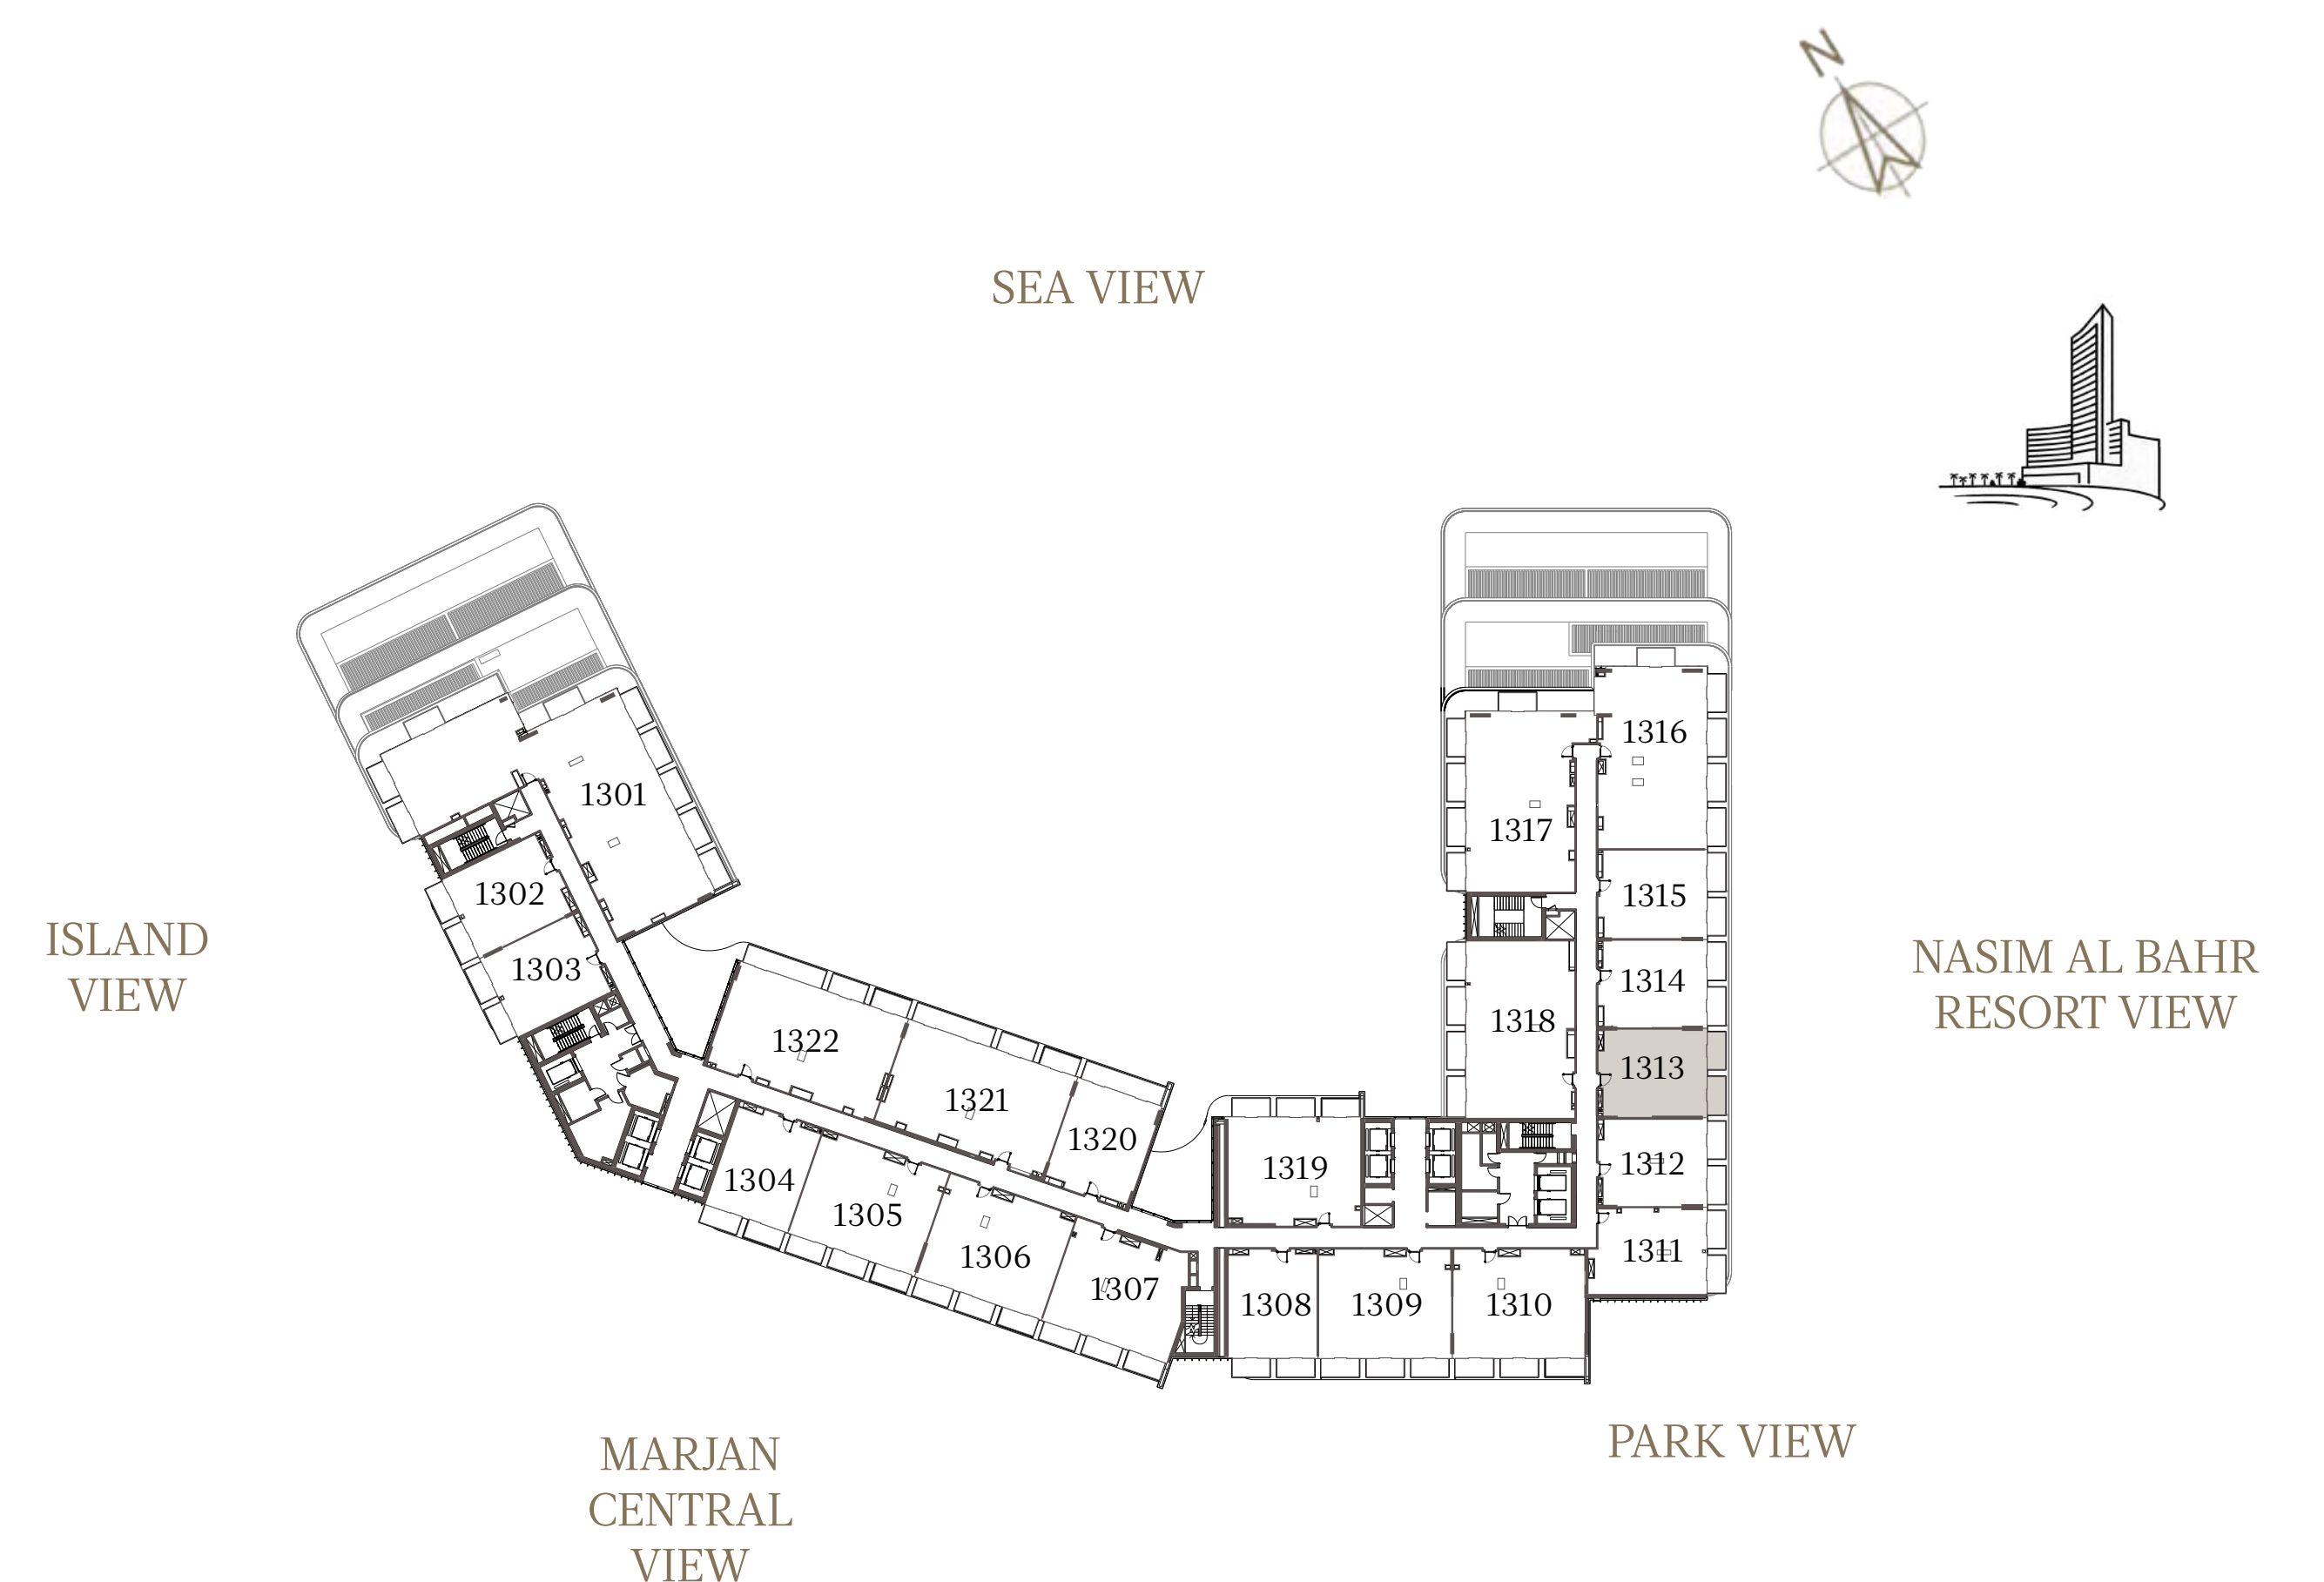 N
SEA VIEW
1301
1302
1303
1322
1321
1320
1304
1305
1306
1307
1319
1308
1309
1310
1316
1317
1315
1314
1318
1313
1312
1311
ISLAND
VIEW
NASIM AL BAHR
RESORT VIEW
MARJAN
CENTRAL
VIEW
PARK VIEW